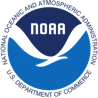 NATIONAL OCEANIC AND ATMOSPHERIC ADMINISTRATION
NOAA
U.S. DEPARTMENT OF COMMERCE